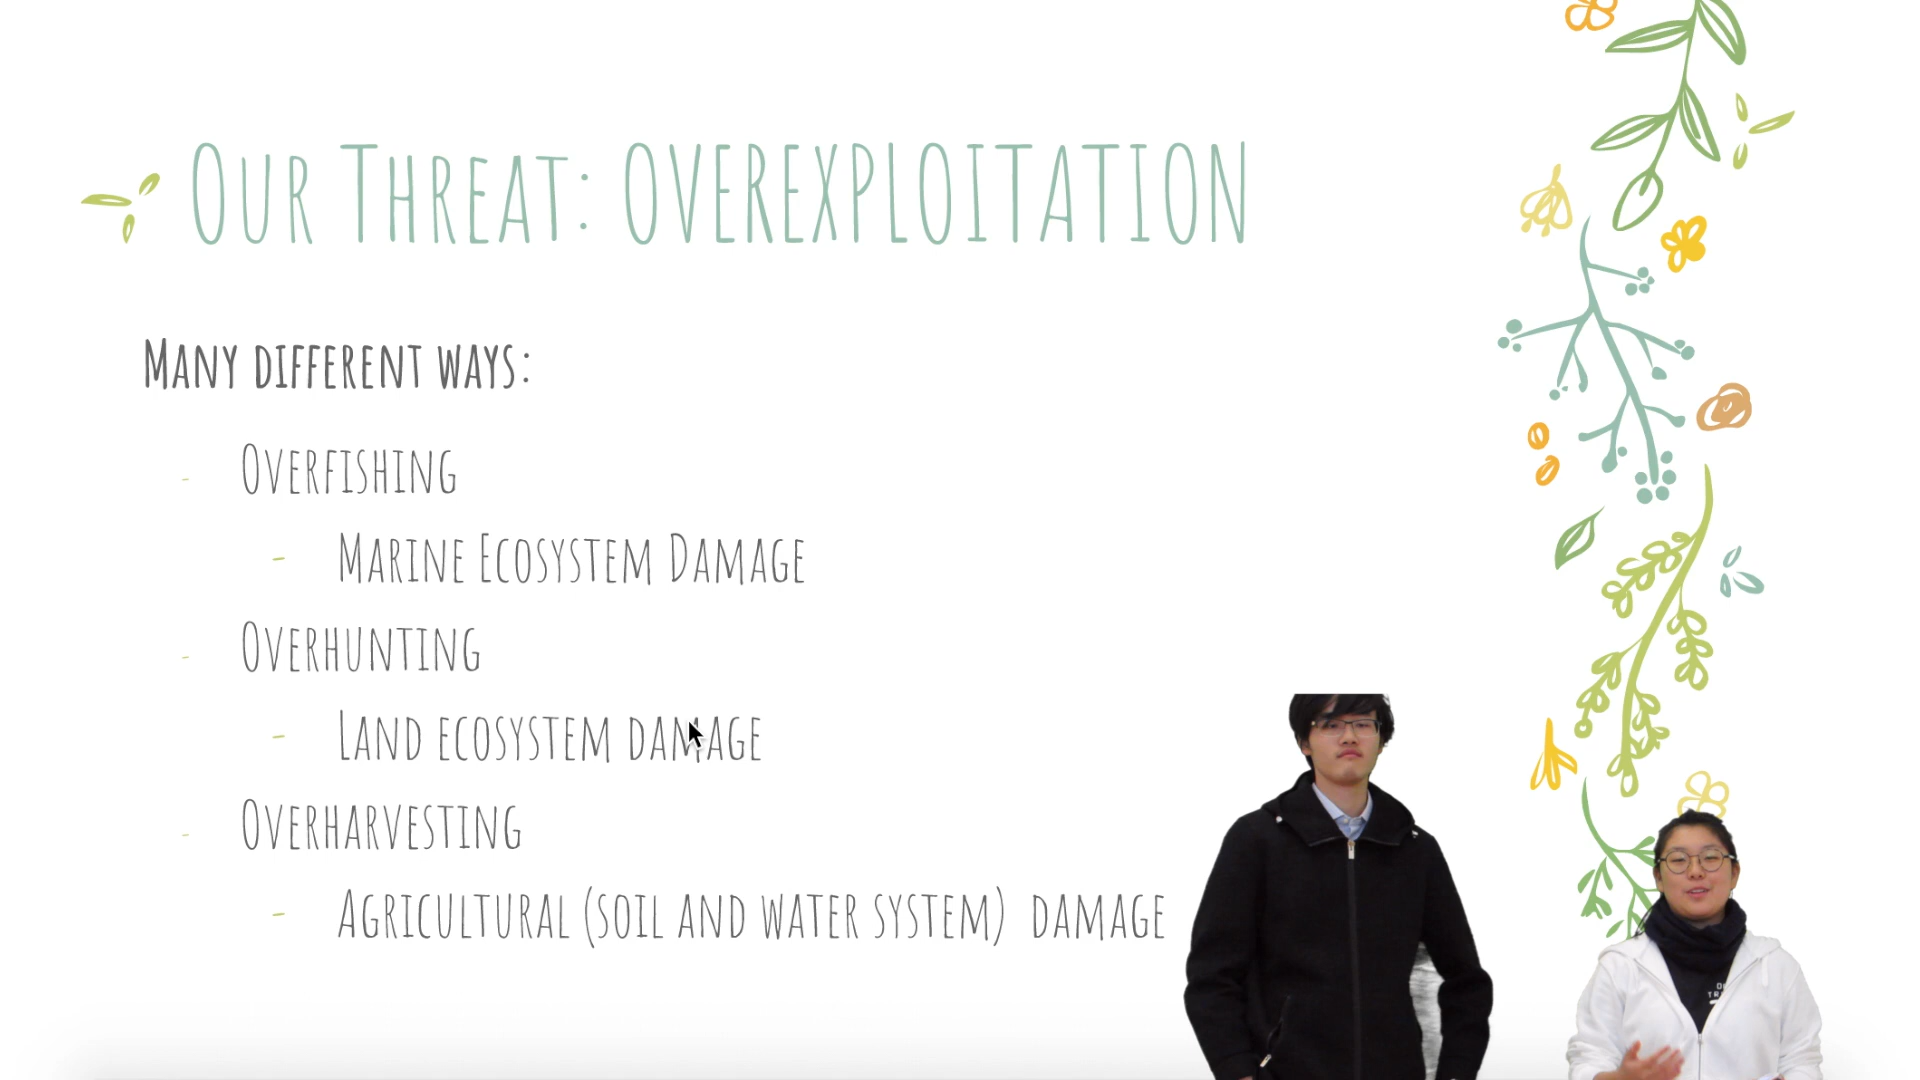 Our Threat: OVEREXPLOITATION
Many different ways:
- Overfishing
- Marine Ecosystem Damage
- Overhunting
- Land ecosystem damage
- Overharvesting
- Agricultural (soil and water system) damage